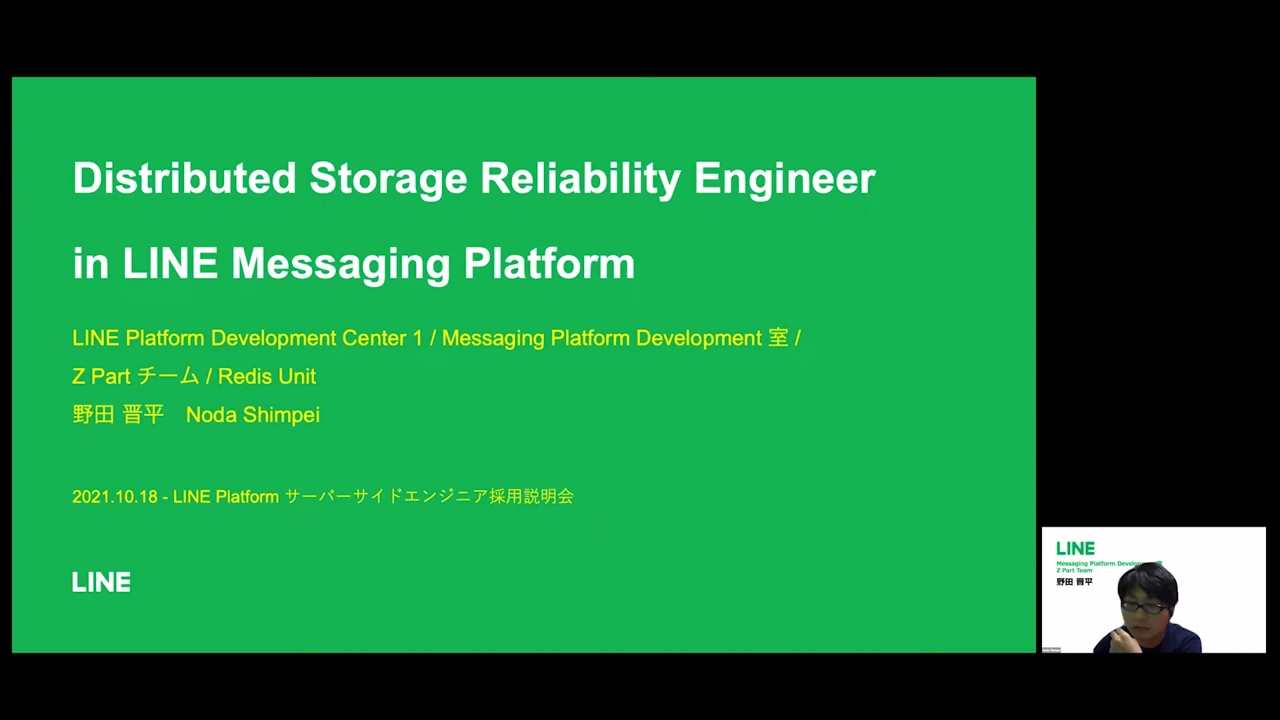 Distributed Storage Reliability Engineer
in LINE Messaging Platform
LINE Platform Development Center 1 / Messaging Platform Development 室 /
Z Part チーム / Redis Unit
野田 晋平　Noda Shimpei
2021.10.18 - LINE Platform サーバーサイドエンジニア採用説明会
LINE
LINE
Messaging Platform
Z Part Team
野田 晋平